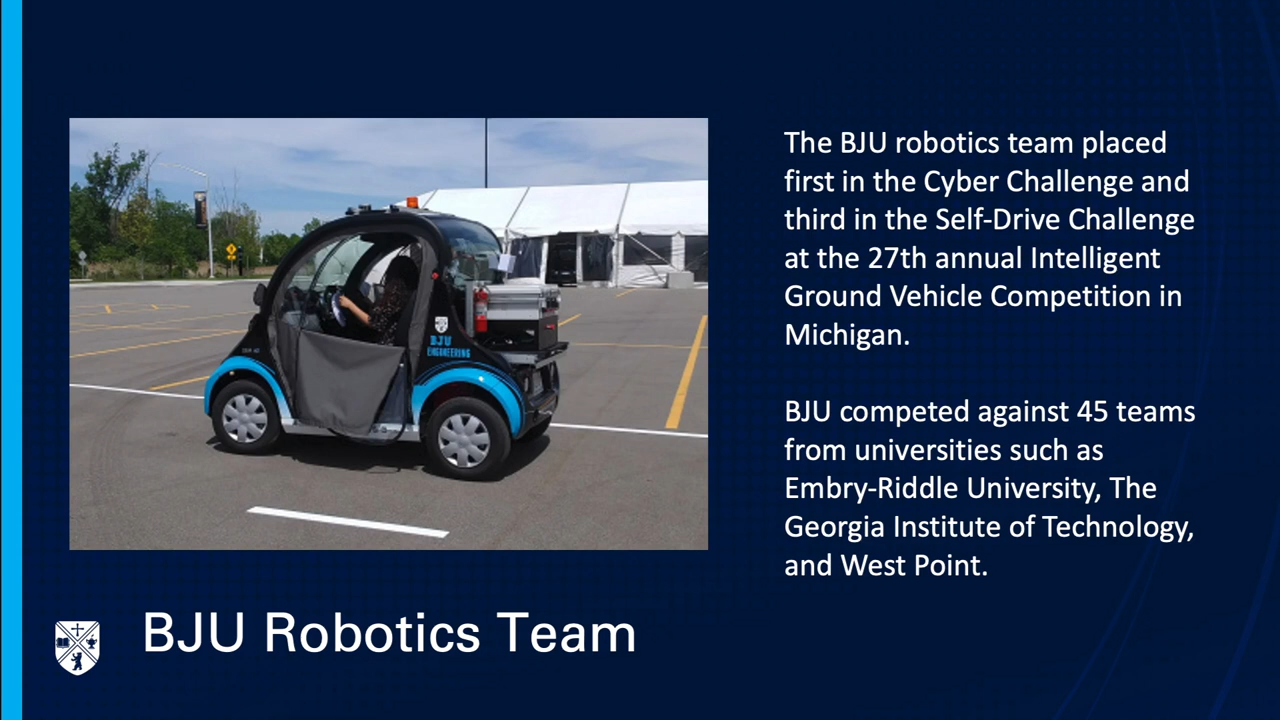 The BJU robotics team placed
first in the Cyber Challenge and
third in the Self-Drive Challenge
at the 27th annual Intelligent
Ground Vehicle Competition in
Michigan.
BJU competed against 45 teams
from universities such as
Embry-Riddle University, The
Georgia Institute of Technology,
and West Point.
BJU
ENGINEERING
BJU Robotics Team